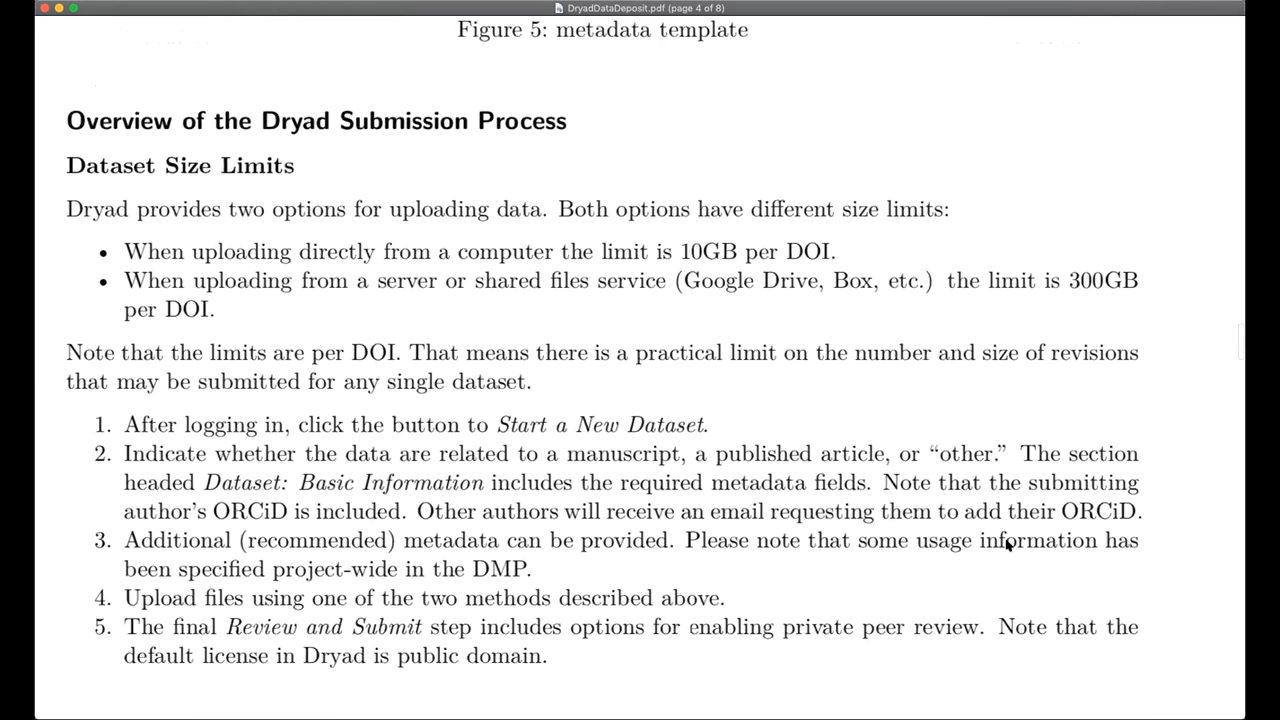 DryadDataDeposit.pdf (page 4 of 8)
Figure 5: metadata template
Overview of the Dryad Submission Process
Dataset Size Limits
Dryad provides two options for uploading data. Both options have different size limits:
• When uploading directly from a computer the limit is 10GB per DOI.
• When uploading from a server or shared files service (Google Drive, Box, etc.) the limit is 300GB
per DOI.
Note that the limits are per DOI. That means there is a practical limit on the number and size of revisions
that may be submitted for any single dataset.
1. After logging in, click the button to Start a New Dataset.
2. Indicate whether the data are related to a manuscript, a published article, or “other.” The section
headed Dataset: Basic Information includes the required metadata fields. Note that the submitting
author's ORCiD is included. Other authors will receive an email requesting them to add their ORCiD.
3. Additional (recommended) metadata can be provided. Please note that some usage information has
been specified project-wide in the DMP.
4. Upload files using one of the two methods described above.
5. The final Review and Submit step includes options for enabling private peer review. Note that the
default license in Dryad is public domain.